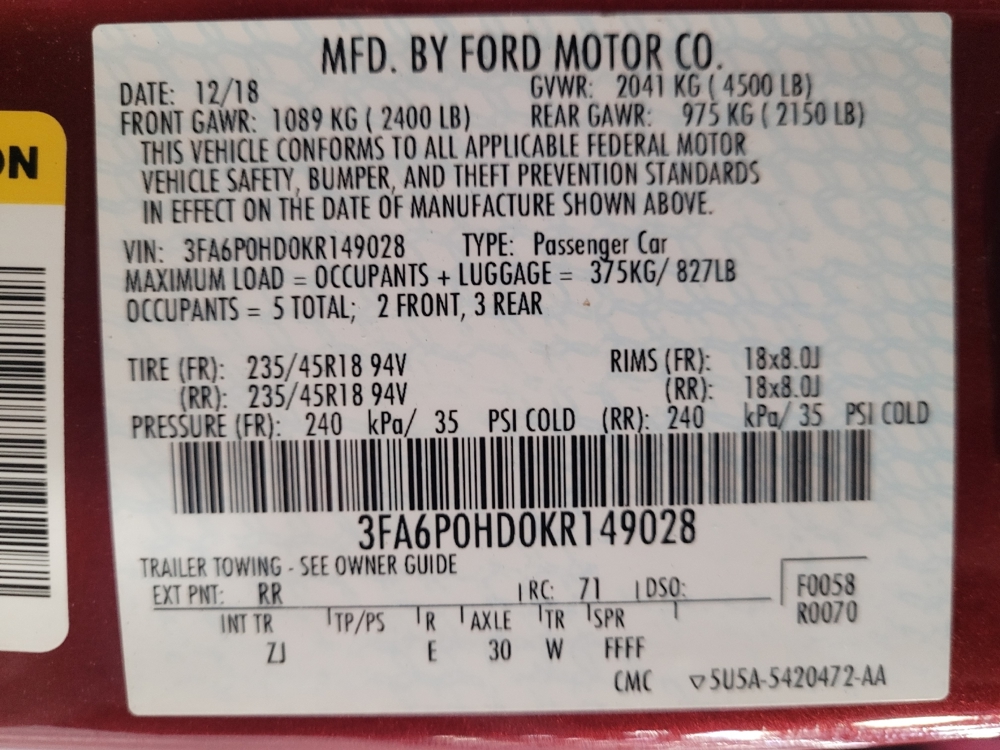 MFD. BY FORD MOTOR CO.
DATE: 12/18 GVWR: 2041 KG ( 4500 LB)
FRONT GAWR: 1089 KG ( 2400 LB) REAR GAWR: 975 KG ( 2150 LB)
THIS VEHICLE CONFORMS TO ALL APPLICABLE FEDERAL MOTOR
VEHICLE SAFETY, BUMPER, AND THEFT PREVENTION STANDARDS
IN EFFECT ON THE DATE OF MANUFACTURE SHOWN ABOVE.
VIN: 3FA6P0HD0KR149028 TYPE: Passenger Car
MAXIMUM LOAD = OCCUPANTS + LUGGAGE = 375KG/ 827LB
OCCUPANTS = 5 TOTAL; 2 FRONT, 3 REAR
TIRE (FR): 235/45R18 94V RIMS (FR): 18x8.0J
(RR): 235/45R18 94V (RR): 18x8.0J
PRESSURE (FR): 240 kPa/ 35 PSI COLD (RR): 240 kPa/ 35 PSI COLD
3FA6P0HD0KR149028
TRAILER TOWING - SEE OWNER GUIDE
EXT PNT: RR RC: 71 DSO: F0058
R0070
INT TR TP/PS R AXLE TR SPR
ZJ E 30 W FFFF
CMC ▽5U5A-5420472-AA
ON